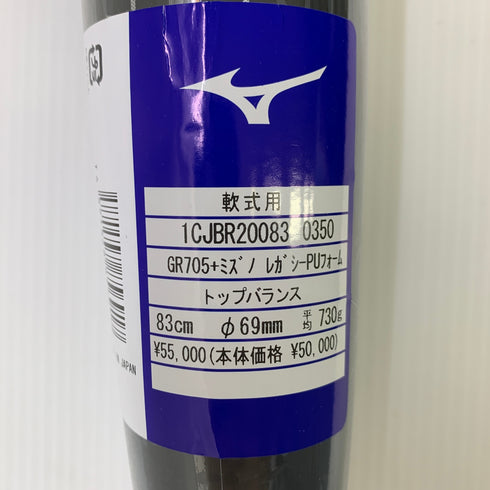 軟式用
1CJBR20083 0350
GR705+ミズノ レガシーPUフォーム
トップバランス
83cm φ69mm 平均 730g
¥55,000(本体価格 ¥50,000)
IN JAPAN